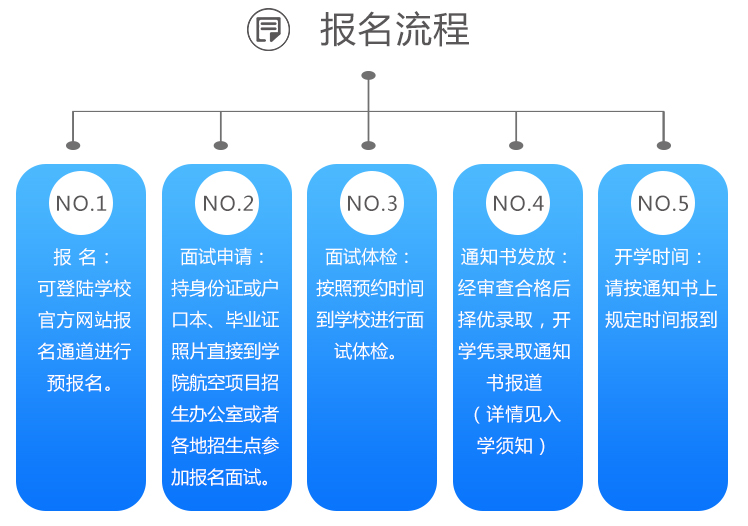 报名流程
NO.1
报 名：
可登陆学校
官方网站报
名通道进行
预报名。
NO.2
面试申请：
持身份证或户
口本、毕业证
照片直接到学
院航空项目招
生办公室或者
各地招生点参
加报名面试。
NO.3
面试体检：
按照预约时间
到学校进行面
试体检。
NO.4
通知书发放：
经审查合格后
择优录取，开
学凭录取通知
书报道
（详情见入
学须知）
NO.5
开学时间：
请按通知书上
规定时间报到